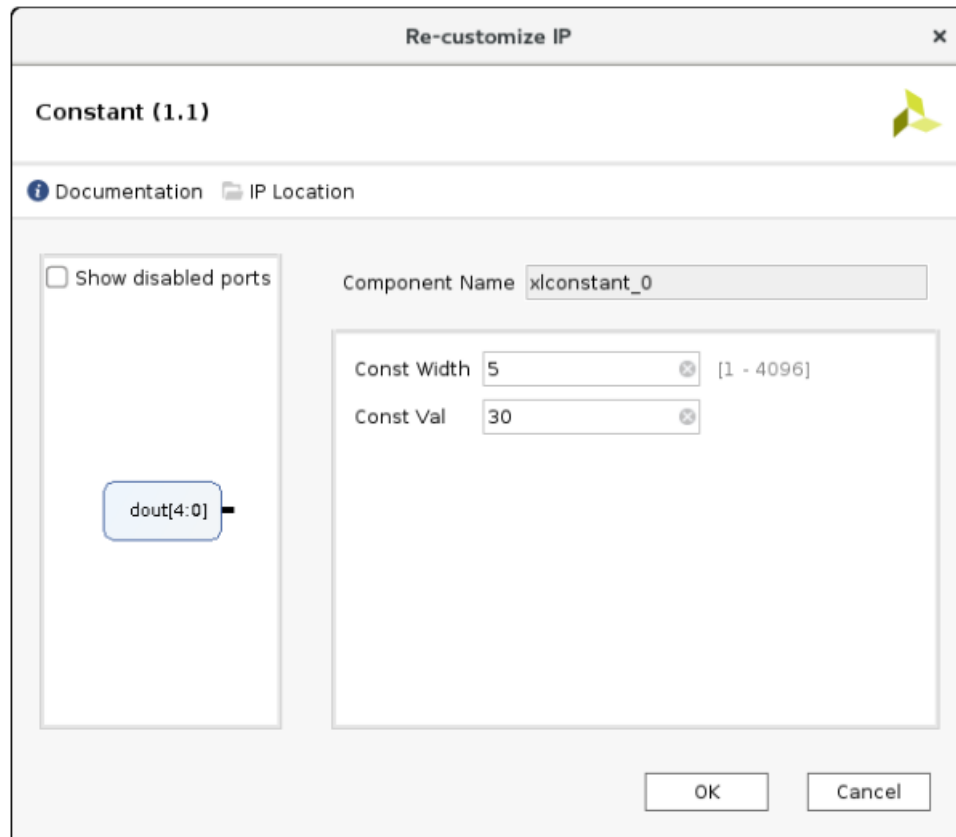 Re-customize IP
Constant (1.1)
Documentation IP Location
Show disabled ports
dout[4:0]
Component Name xlconstant_0
Const Width 5 [1 - 4096]
Const Val 30
OK Cancel